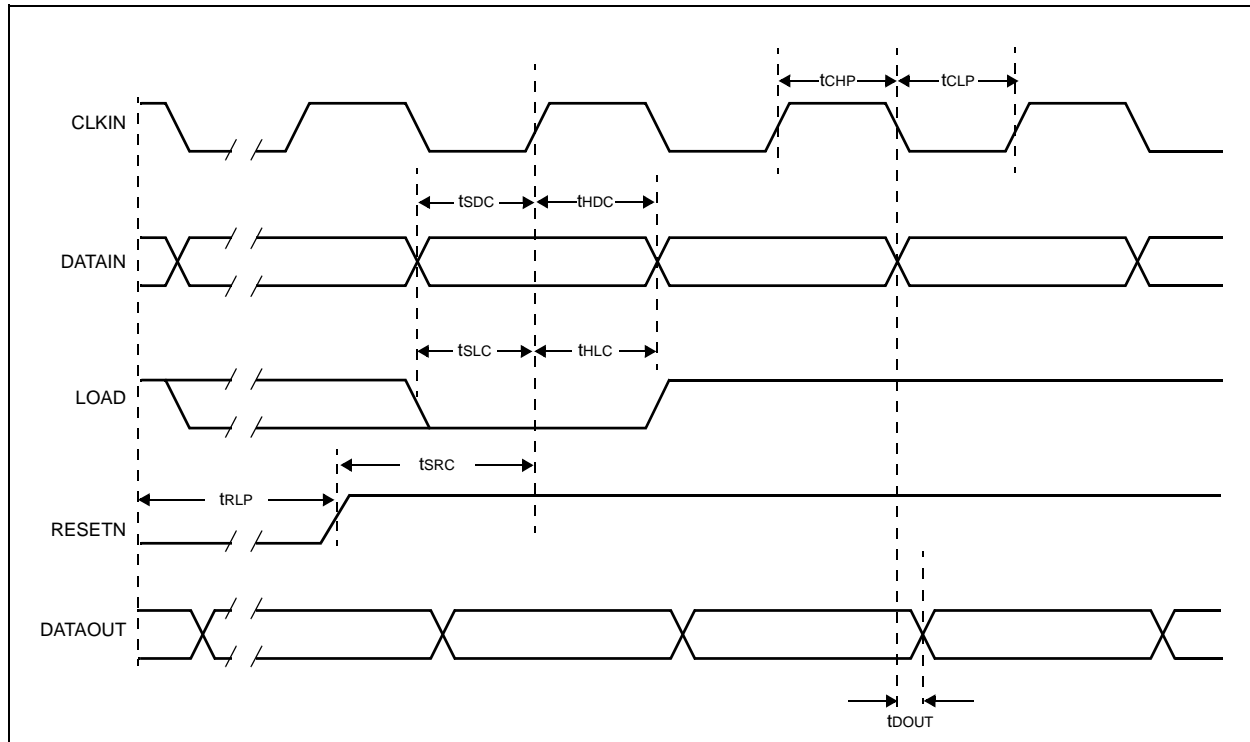 tCHP
tCLP
CLKIN
tSDC
tHDC
DATAIN
tSLC
tHLC
LOAD
tSRC
tRLP
RESETN
DATAOUT
tDOUT